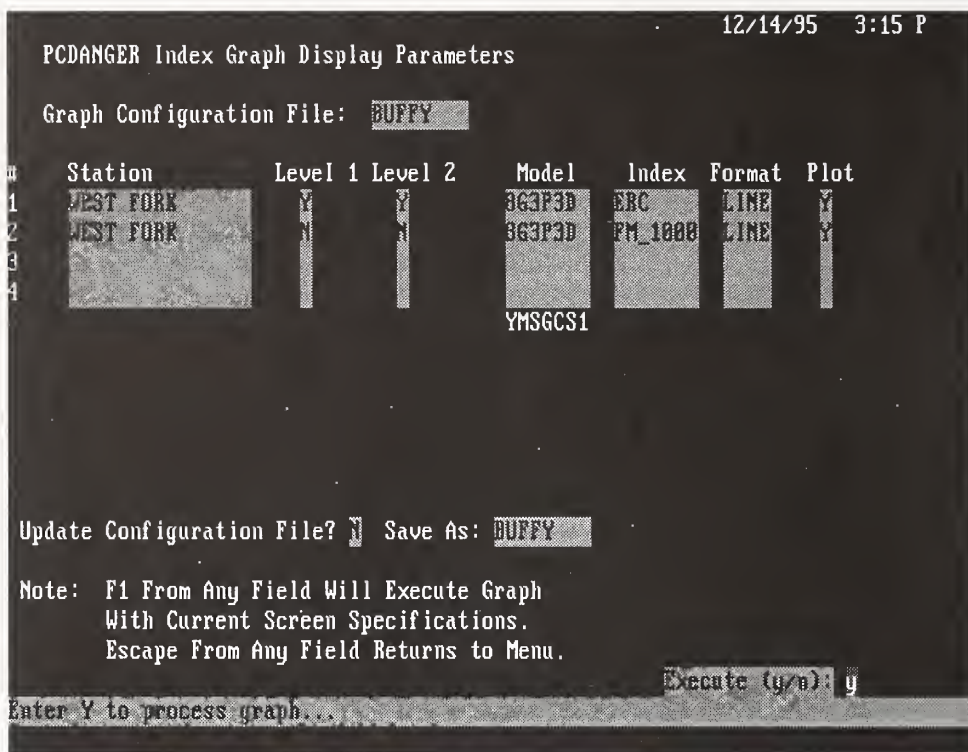 12/14/95 3:15 P
PCDANGER Index Graph Display Parameters
Graph Configuration File: BUFFY
# Station Level 1 Level 2 Model Index Format Plot
1 WEST FORK Y Y 8G3P3D ERC LINE Y
2 WEST FORK N N 8G3P3D FM_1000 LINE Y
3
4
YMSGCS1
Update Configuration File? N Save As: BUFFY
Note: F1 From Any Field Will Execute Graph
With Current Screen Specifications.
Escape From Any Field Returns to Menu.
Execute (y/n): y
Enter Y to process graph...